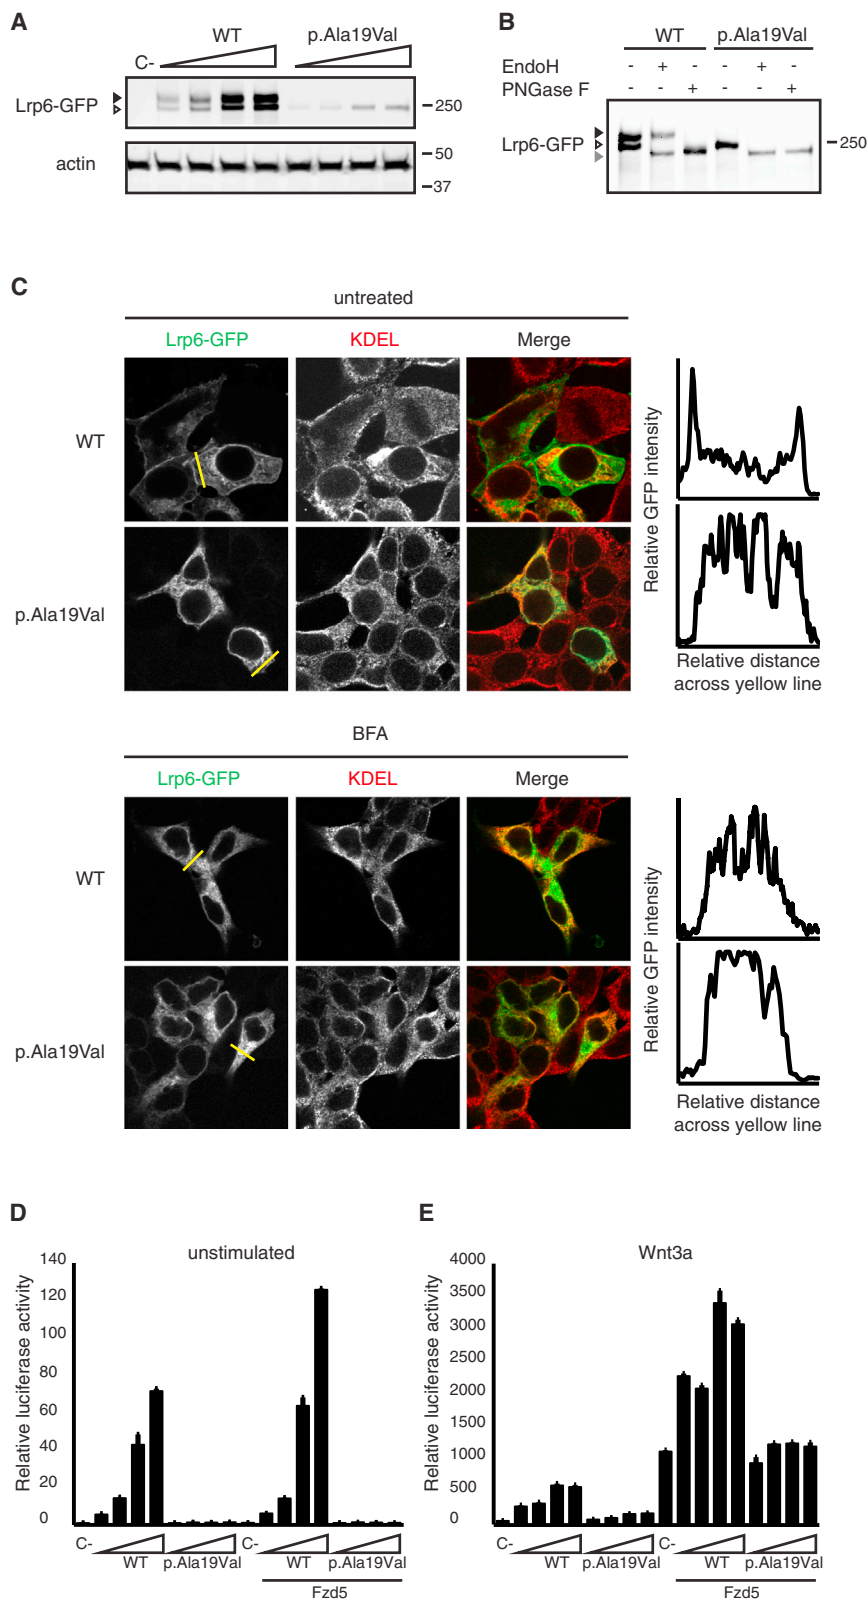 A
WT
p.Ala19Val
C-
Lrp6-GFP
250
actin
50
37
B
WT
p.Ala19Val
EndoH
- + - - + -
PNGase F
- - + - - +
Lrp6-GFP
250
C
untreated
Lrp6-GFP
KDEL
Merge
WT
p.Ala19Val
Relative GFP intensity
Relative distance
across yellow line
BFA
Lrp6-GFP
KDEL
Merge
WT
p.Ala19Val
Relative GFP intensity
Relative distance
across yellow line
D
unstimulated
Relative luciferase activity
140
120
100
80
60
40
20
0
C-
WT
p.Ala19Val
C-
WT
p.Ala19Val
Fzd5
E
Wnt3a
Relative luciferase activity
4000
3500
3000
2500
2000
1500
1000
500
0
C-
WT
p.Ala19Val
C-
WT
p.Ala19Val
Fzd5